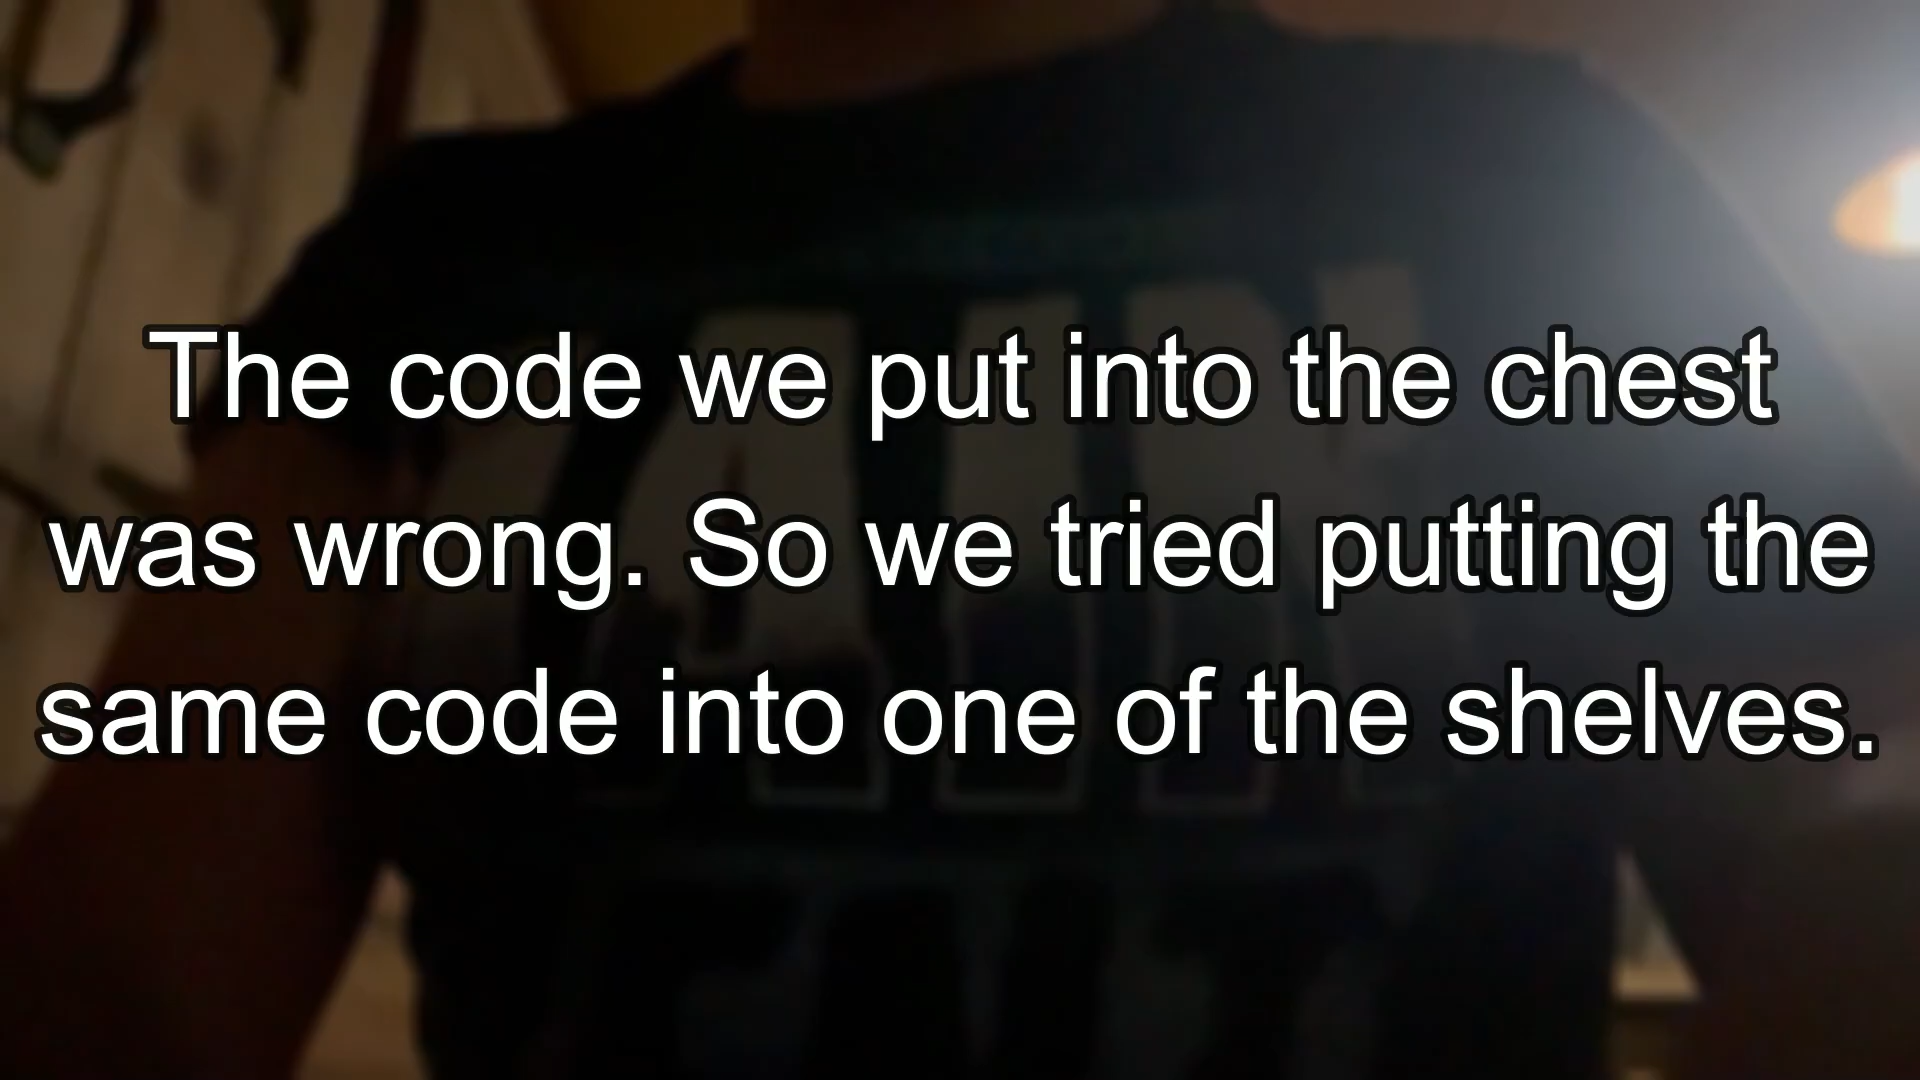 The code we put into the chest
was wrong. So we tried putting the
same code into one of the shelves.